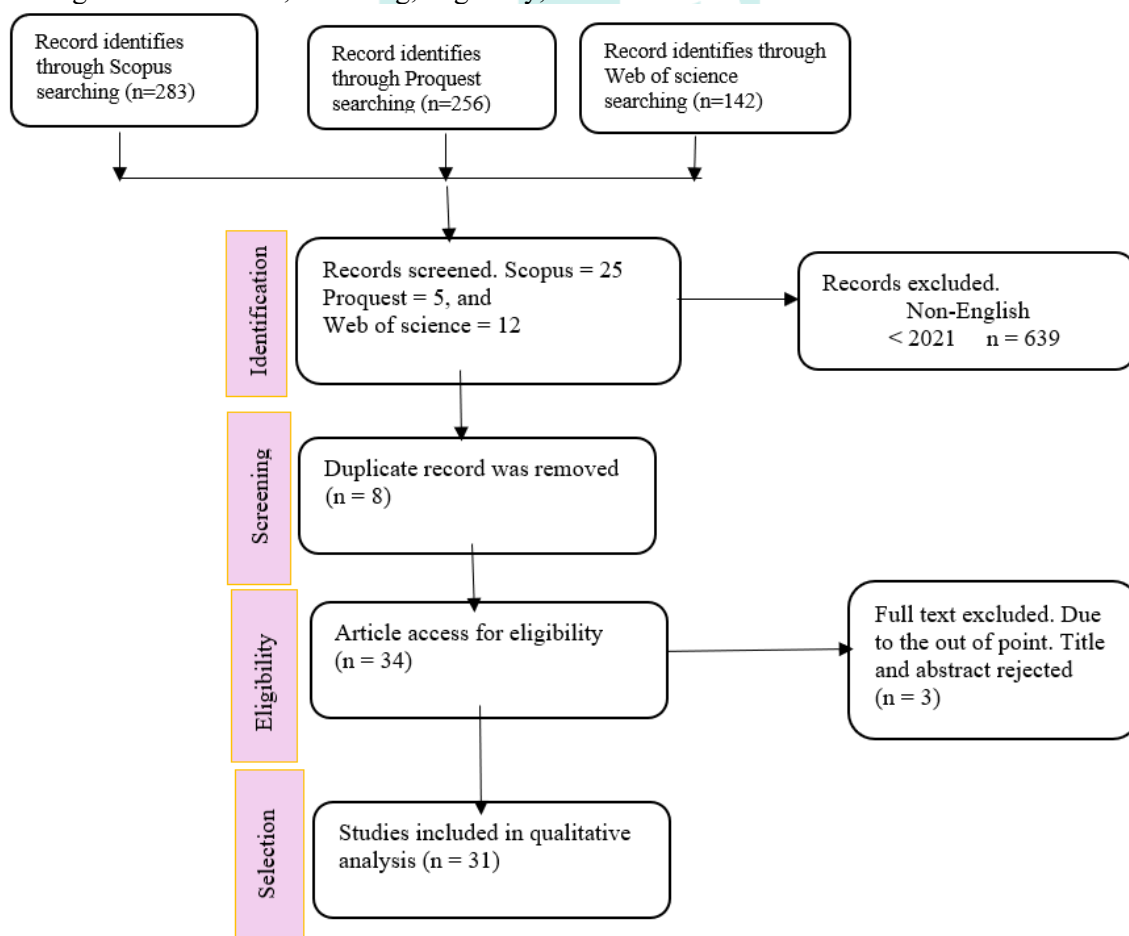 Record identifies
through Scopus
searching (n=283)
Record identifies
through Proquest
searching (n=256)
Record identifies through
Web of science
searching (n=142)
Identification
Records screened. Scopus = 25
Proquest = 5, and
Web of science = 12
Records excluded.
Non-English
< 2021 n = 639
Screening
Duplicate record was removed
(n = 8)
Eligibility
Article access for eligibility
(n = 34)
Full text excluded. Due
to the out of point. Title
and abstract rejected
(n = 3)
Selection
Studies included in qualitative
analysis (n = 31)